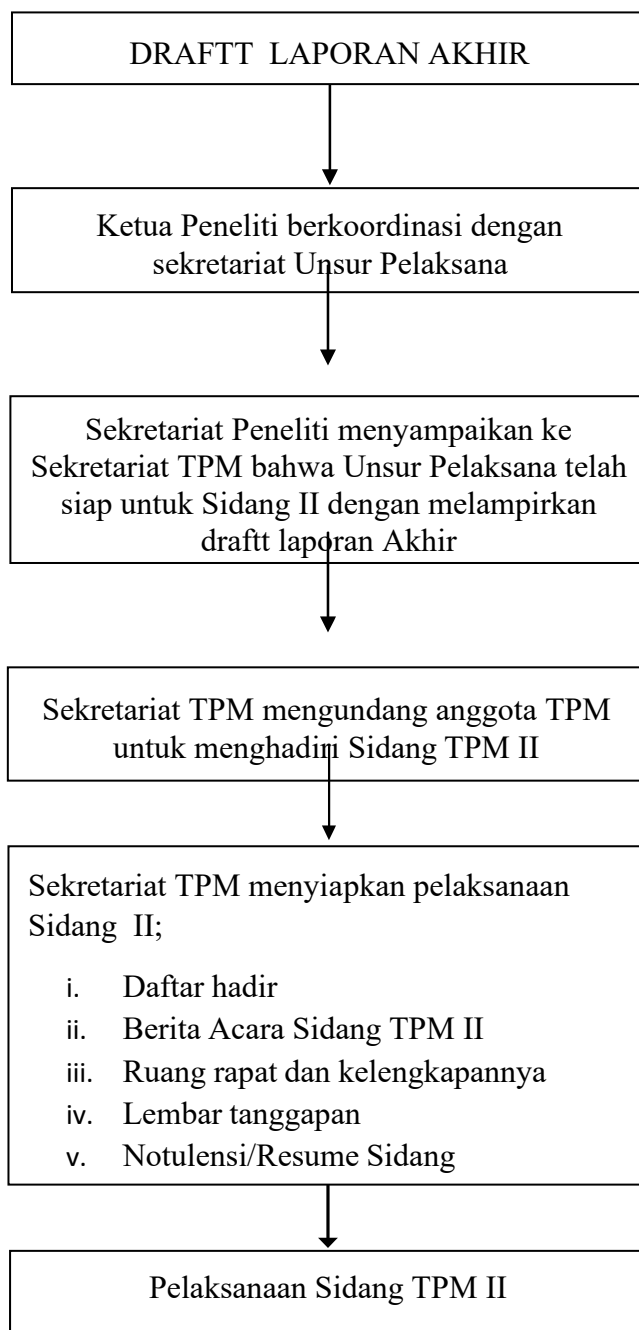 DRAFTT LAPORAN AKHIR
Ketua Peneliti berkoordinasi dengan
sekretariat Unsur Pelaksana
Sekretariat Peneliti menyampaikan ke
Sekretariat TPM bahwa Unsur Pelaksana telah
siap untuk Sidang II dengan melampirkan
draftt laporan Akhir
Sekretariat TPM mengundang anggota TPM
untuk menghadiri Sidang TPM II
Sekretariat TPM menyiapkan pelaksanaan
Sidang II;
i. Daftar hadir
ii. Berita Acara Sidang TPM II
iii. Ruang rapat dan kelengkapannya
iv. Lembar tanggapan
v. Notulensi/Resume Sidang
Pelaksanaan Sidang TPM II